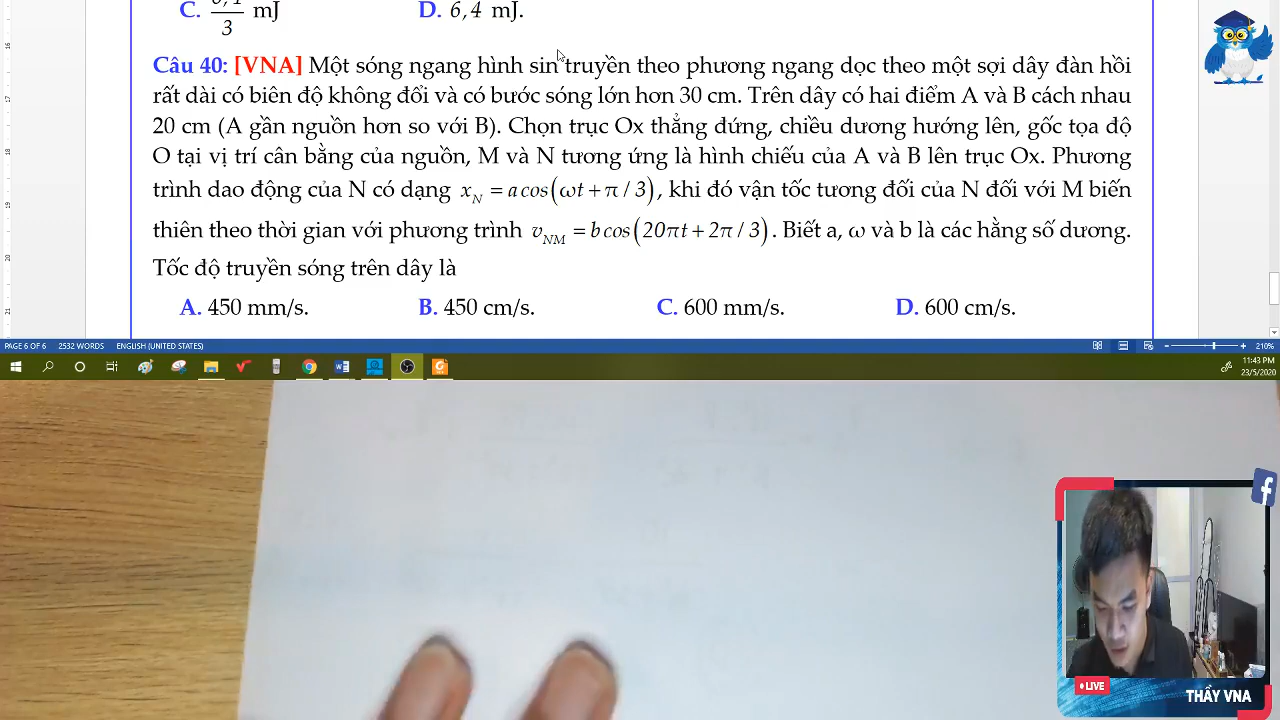 C. mJ
3
D. 6,4 mJ.
Câu 40: [VNA] Một sóng ngang hình sin truyền theo phương ngang dọc theo một sợi dây đàn hồi
rất dài có biên độ không đổi và có bước sóng lớn hơn 30 cm. Trên dây có hai điểm A và B cách nhau
20 cm (A gần nguồn hơn so với B). Chọn trục Ox thẳng đứng, chiều dương hướng lên, gốc tọa độ
O tại vị trí cân bằng của nguồn, M và N tương ứng là hình chiếu của A và B lên trục Ox. Phương
trình dao động của N có dạng x_N = a cos(ωt + π / 3), khi đó vận tốc tương đối của N đối với M biến
thiên theo thời gian với phương trình v_NM = b cos(20πt + 2π / 3). Biết a, ω và b là các hằng số dương.
Tốc độ truyền sóng trên dây là
A. 450 mm/s. B. 450 cm/s. C. 600 mm/s. D. 600 cm/s.
PAGE 6 OF 6 2532 WORDS ENGLISH (UNITED STATES) 210%
11:43 PM
23/5/2020
LIVE THẦY VNA